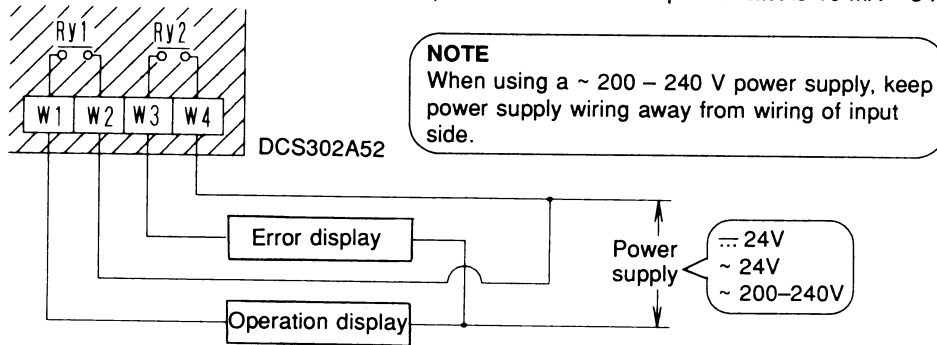 Ry1 Ry2
W1 W2 W3 W4
DCS302A52
NOTE
When using a ~ 200 – 240 V power supply, keep
power supply wiring away from wiring of input
side.
Error display
Operation display
Power
supply
⎓ 24V
~ 24V
~ 200–240V